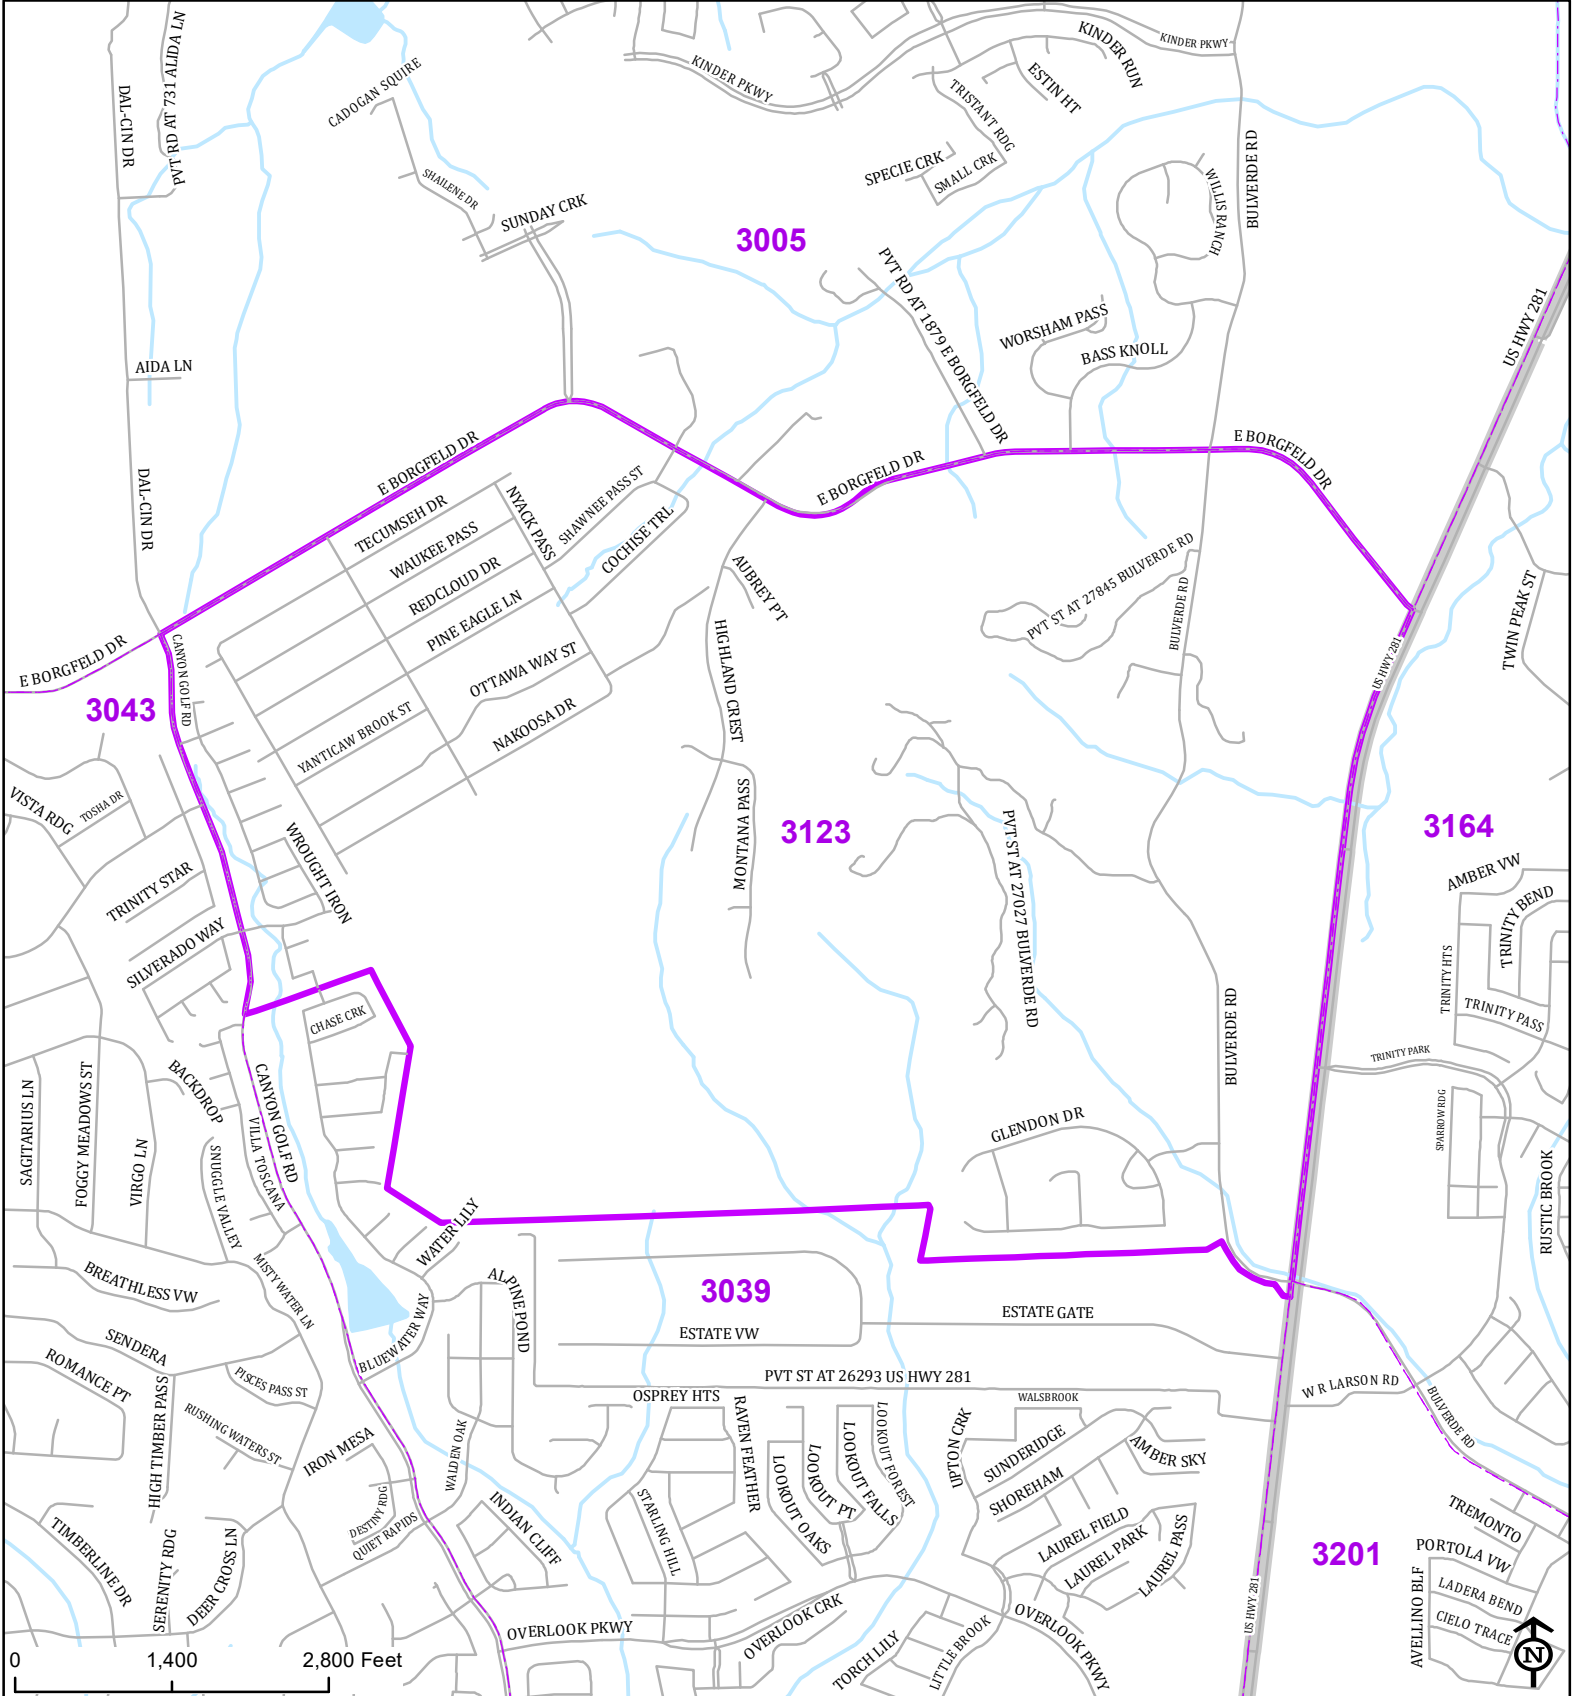 DAL-CIN DR
PVT RD AT 731 ALIDA LN
CADOGAN SQUIRE
SHAILENE DR
SUNDAY CRK
KINDER PKWY
KINDER RUN
KINDER PKWY
ESTIN HT
TRISTANT RDG
SPECIE CRK
SMALL CRK
WILLIS RANCH
BULVERDE RD
3005
PVT RD AT 1879 E BORGFELD DR
WORSHAM PASS
BASS KNOLL
US HWY 281
AIDA LN
DAL-CIN DR
E BORGFELD DR
E BORGFELD DR
E BORGFELD DR
TECUMSEH DR
NYACK PASS
SHAWNEE PASS ST
WAUKEE PASS
COCHISE TRL
REDCLOUD DR
PINE EAGLE LN
AUBREY PT
PVT ST AT 27845 BULVERDE RD
BULVERDE RD
TWIN PEAK ST
E BORGFELD DR
CANYON GOLF RD
3043
OTTAWA WAY ST
HIGHLAND CREST
US HWY 281
YANTICAW BROOK ST
NAKOOSA DR
VISTA RDG
TOSHA DR
WROUGHT IRON
MONTANA PASS
3123
PVT ST AT 27027 BULVERDE RD
3164
AMBER VW
TRINITY BEND
TRINITY STAR
SILVERADO WAY
TRINITY HTS
TRINITY PASS
CHASE CRK
BULVERDE RD
TRINITY PARK
BACKDROP
CANYON GOLF RD
SAGITARIUS LN
FOGGY MEADOWS ST
VIRGO LN
SNUGGLE VALLEY
VILLA TOSCANA
GLENDON DR
SPARROW RDG
RUSTIC BROOK
WATER LILY
BREATHLESS VW
MISTY WATER LN
ALPINE POND
3039
ESTATE GATE
ESTATE VW
SENDERA
BLUEWATER WAY
ROMANCE PT
HIGH TIMBER PASS
PISCES PASS ST
PVT ST AT 26293 US HWY 281
OSPREY HTS
WALSBROOK
W R LARSON RD
BULVERDE RD
RUSHING WATERS ST
IRON MESA
WALDEN OAK
RAVEN FEATHER
LOOKOUT OAKS
LOOKOUT PT
LOOKOUT FALLS
LOOKOUT FOREST
UPTON CRK
SUNDERIDGE
SHOREHAM
AMBER SKY
DESTINY RDG
QUIET RAPIDS
INDIAN CLIFF
STARLING HILL
TIMBERLINE DR
SERENITY RDG
DEER CROSS LN
LAUREL FIELD
LAUREL PARK
LAUREL PASS
3201
TREMONTO
PORTOLA VW
LADERA BEND
CIELO TRACE
AVELLINO BLF
US HWY 281
OVERLOOK PKWY
OVERLOOK CRK
TORCH LILY
LITTLE BROOK
OVERLOOK PKWY
0 1,400 2,800 Feet
N